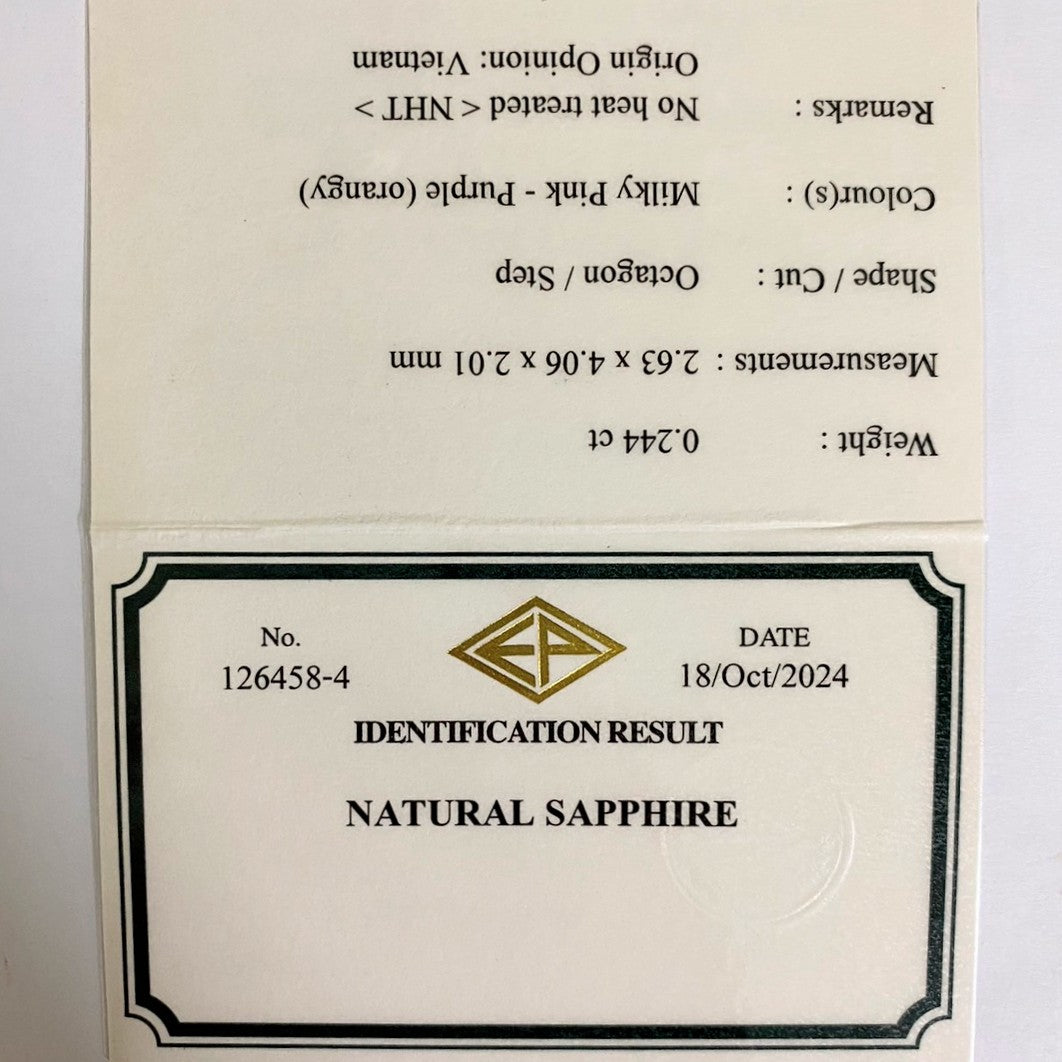 No.
126458-4
EP
DATE
18/Oct/2024
IDENTIFICATION RESULT
NATURAL SAPPHIRE
Weight : 0.244 ct
Measurements : 2.63 x 4.06 x 2.01 mm
Shape / Cut : Octagon / Step
Colour(s) : Milky Pink - Purple (orangy)
Remarks : No heat treated < NHT >
Origin Opinion: Vietnam